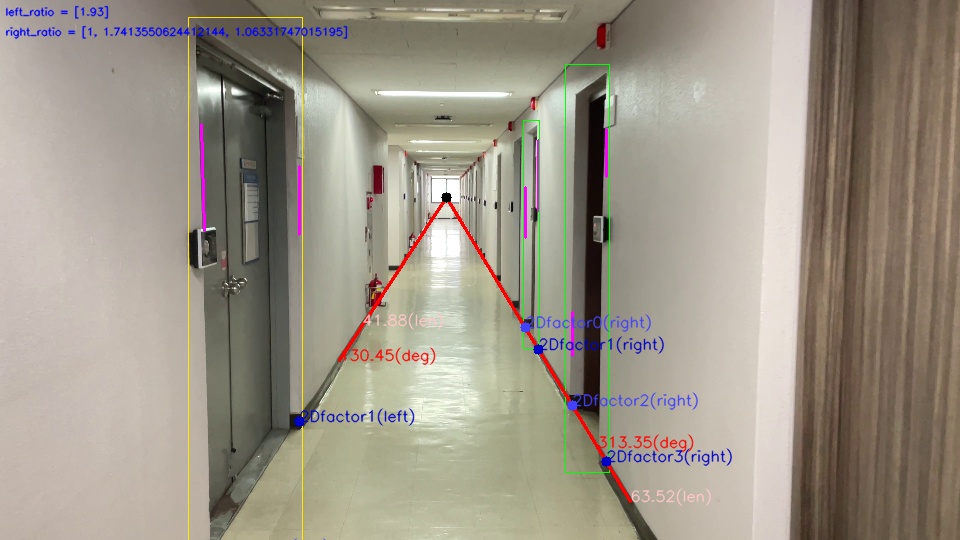 left_ratio = [1.93]
right_ratio = [1, 1.7413550624412144, 1.06331747015195]
41.88(len)
130.45(deg)
2Dfactor1(left)
2Dfactor0(right)
2Dfactor1(right)
2Dfactor2(right)
313.35(deg)
2Dfactor3(right)
63.52(len)